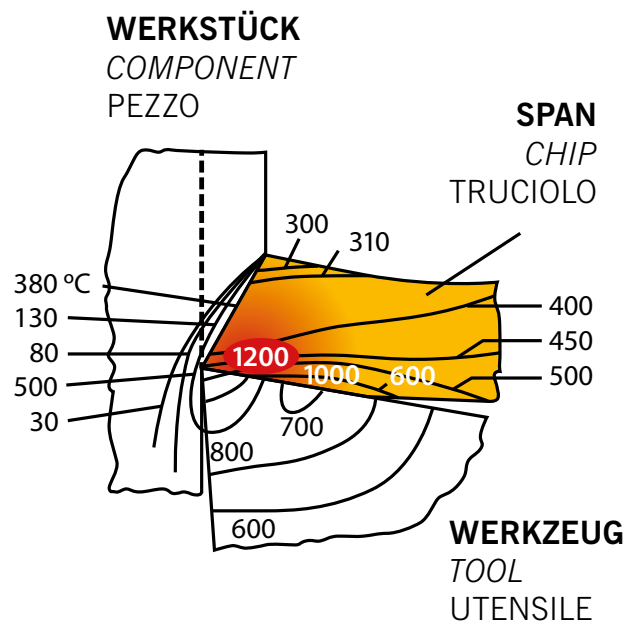 WERKSTÜCK
COMPONENT
PEZZO
SPAN
CHIP
TRUCIOLO
300
310
380 ºC
130
80
500
30
400
450
500
1200
1000
600
700
800
600
WERKZEUG
TOOL
UTENSILE